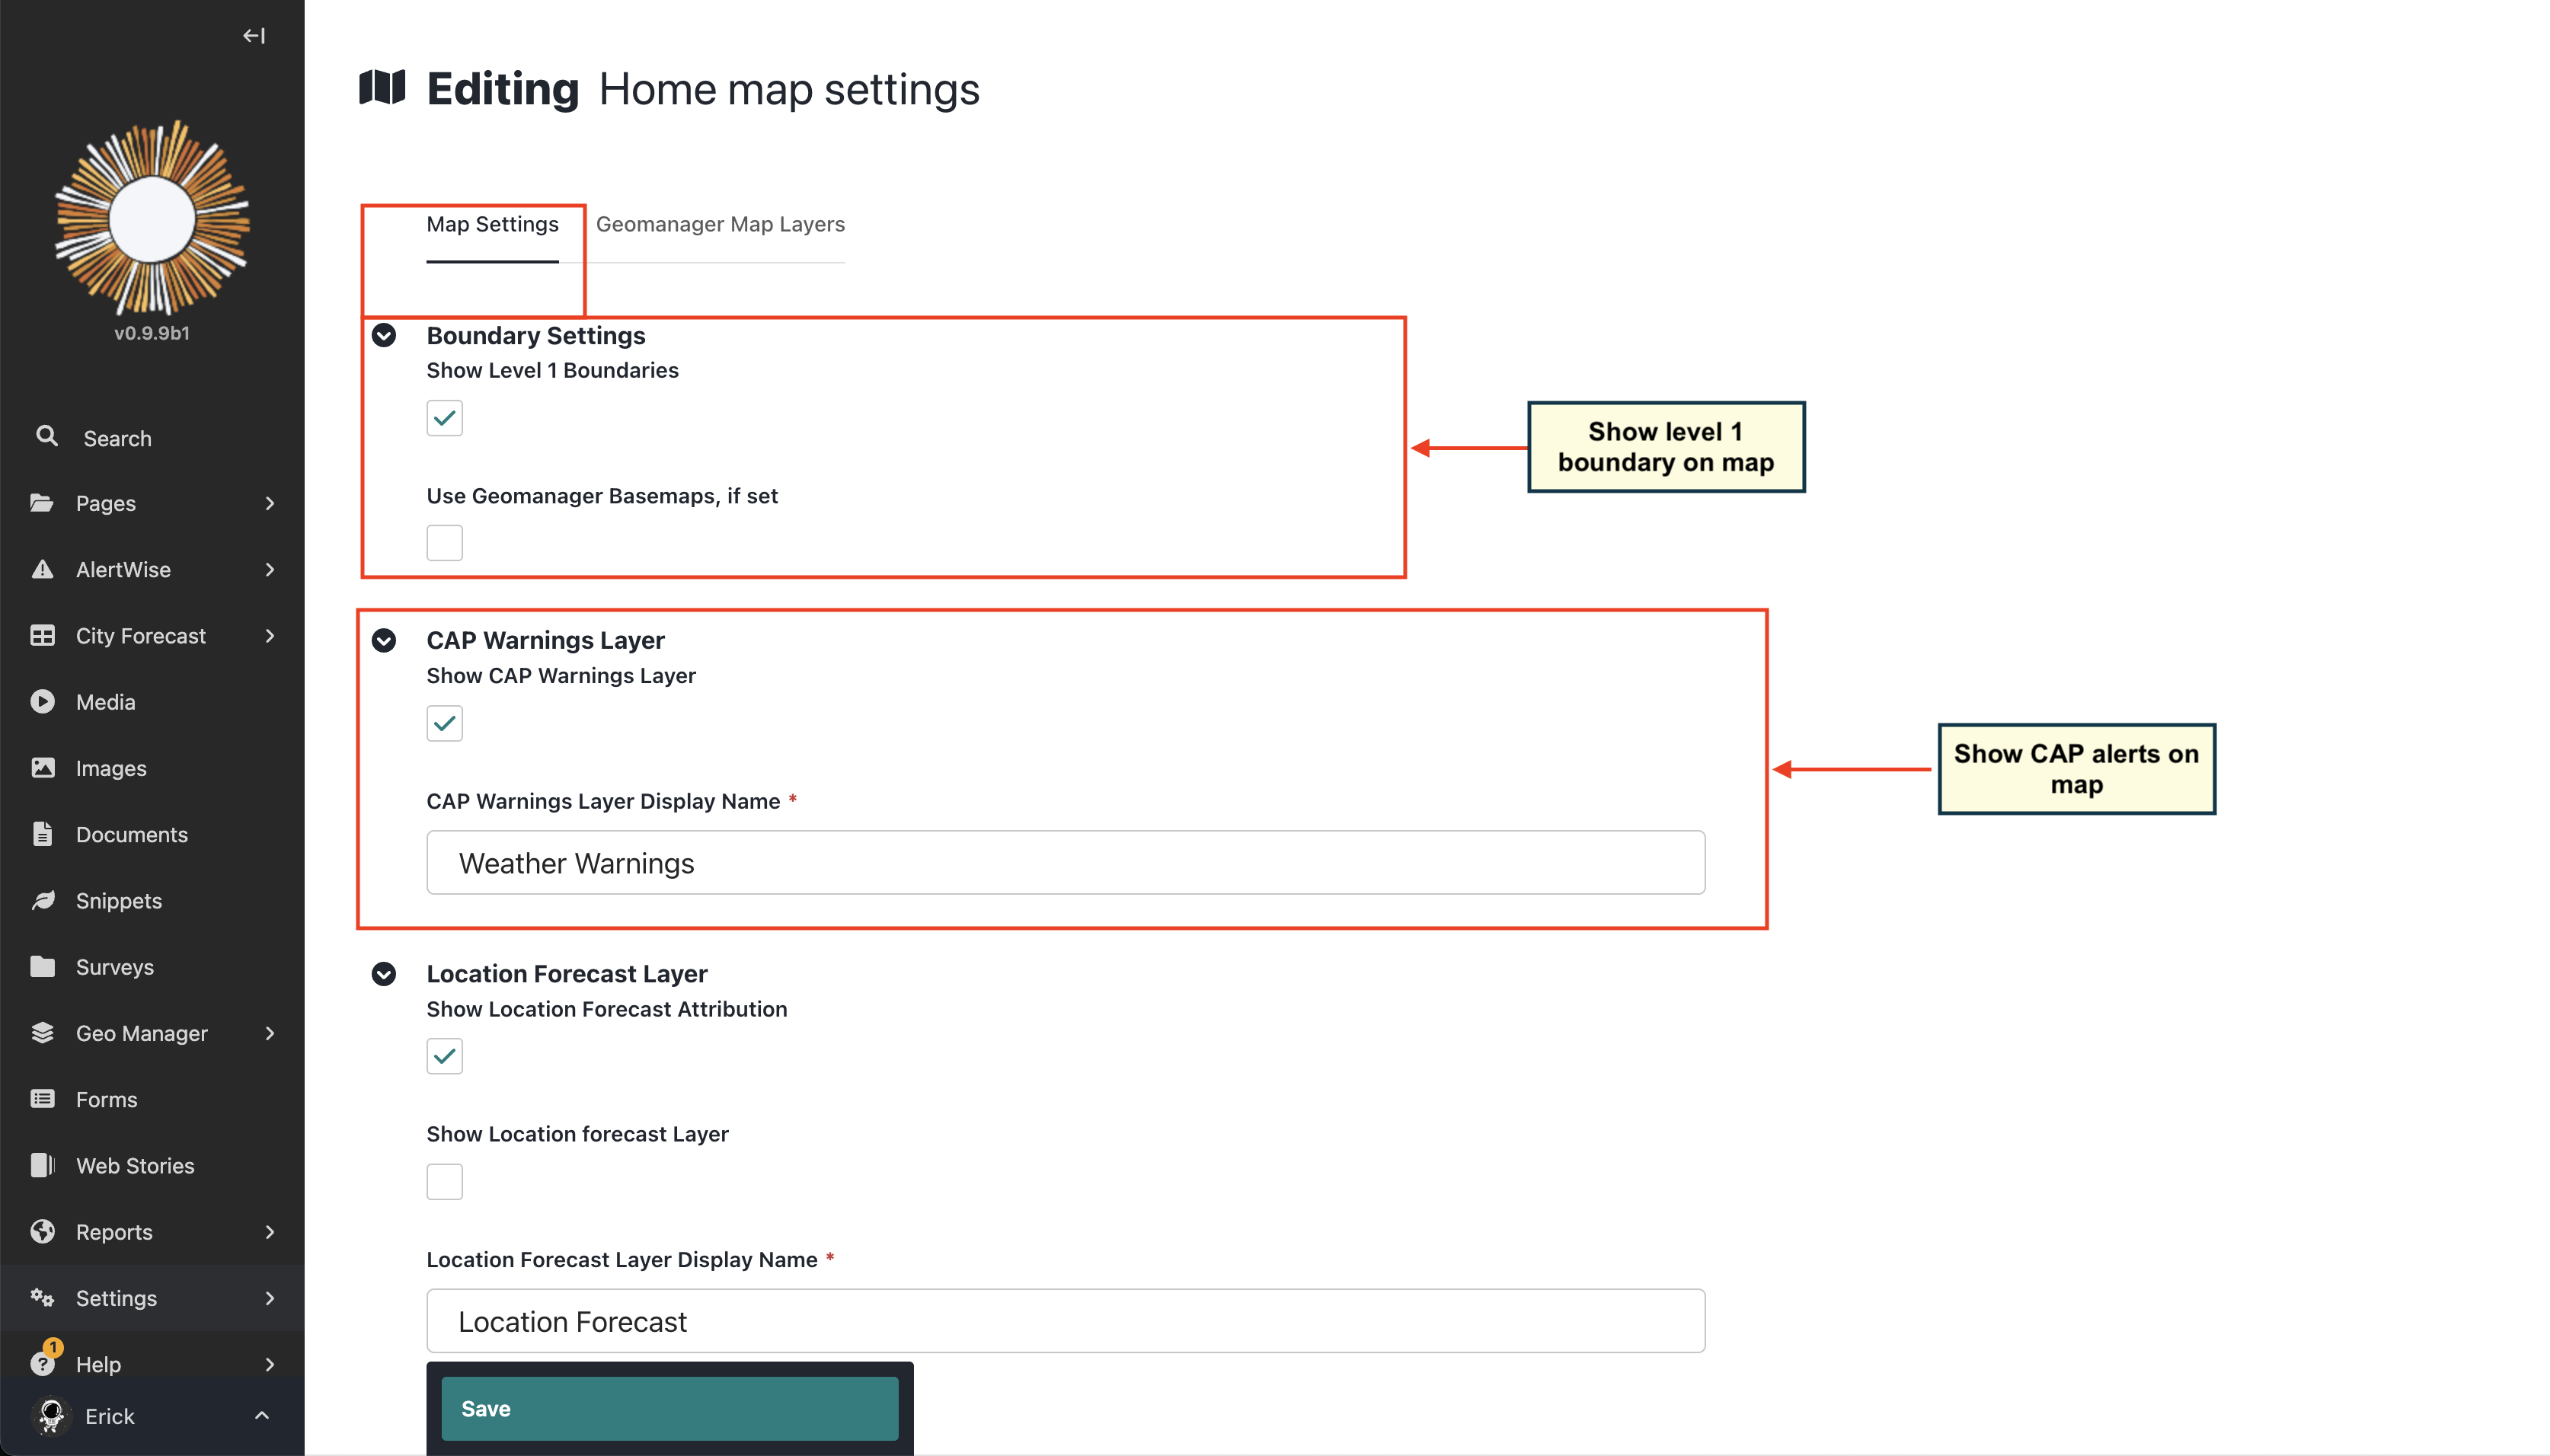 v0.9.9b1
Search
Pages
AlertWise
City Forecast
Media
Images
Documents
Snippets
Surveys
Geo Manager
Forms
Web Stories
Reports
Settings
1
Help
Erick
Editing Home map settings
Map Settings
Geomanager Map Layers
Boundary Settings
Show Level 1 Boundaries
Use Geomanager Basemaps, if set
Show level 1
boundary on map
CAP Warnings Layer
Show CAP Warnings Layer
CAP Warnings Layer Display Name *
Weather Warnings
Show CAP alerts on
map
Location Forecast Layer
Show Location Forecast Attribution
Show Location forecast Layer
Location Forecast Layer Display Name *
Location Forecast
Save